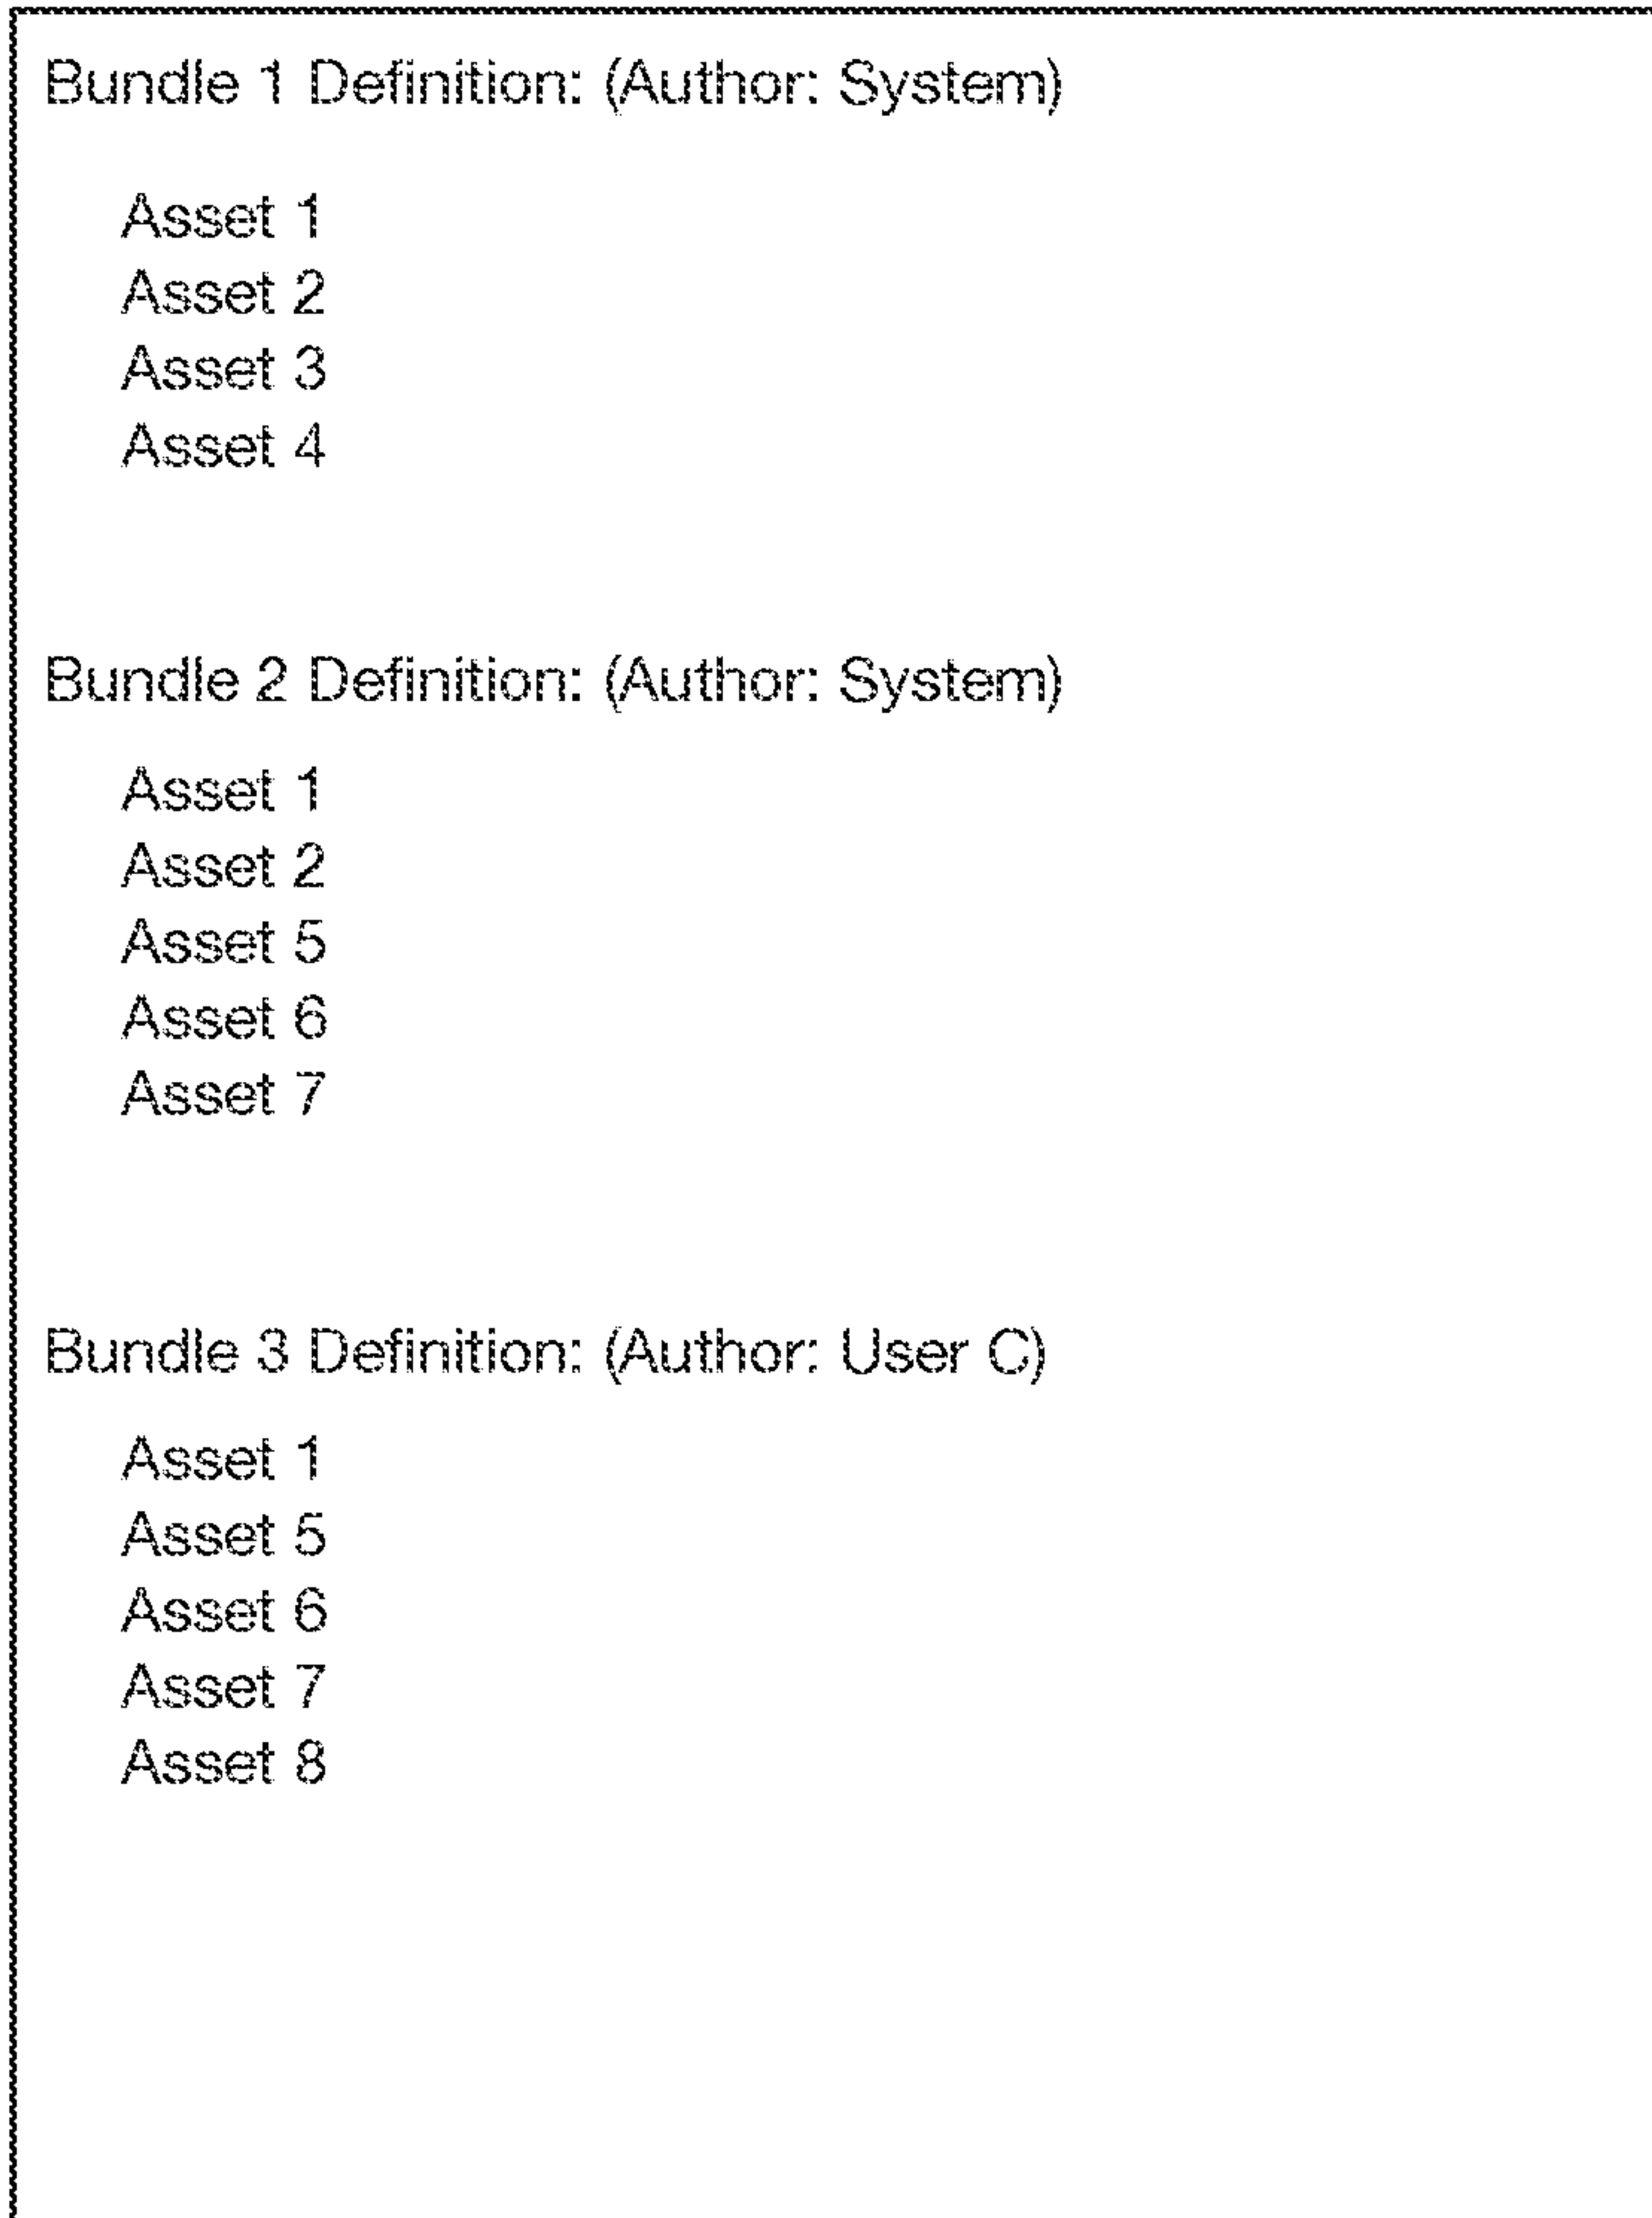 Bundle 1 Definition: (Author: System)
Asset 1
Asset 2
Asset 3
Asset 4
Bundle 2 Definition: (Author: System)
Asset 1
Asset 2
Asset 5
Asset 6
Asset 7
Bundle 3 Definition: (Author: User C)
Asset 1
Asset 5
Asset 6
Asset 7
Asset 8